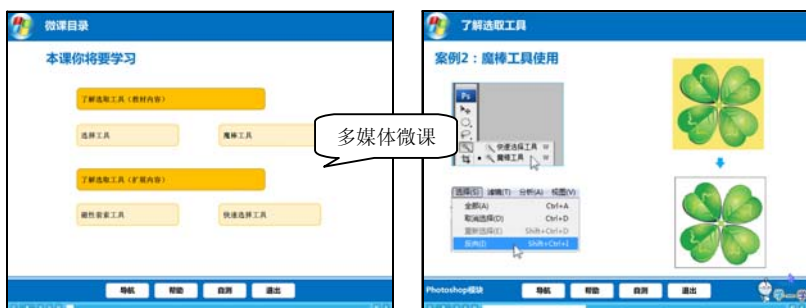 微课目录
本课你将要学习
了解选取工具（教材内容）
选择工具
魔棒工具
了解选取工具（扩展内容）
磁性套索工具
快速选择工具
导航
帮助
自测
退出
多媒体微课
了解选取工具
案例2：魔棒工具使用
Ps
快速选择工具 W
魔棒工具 W
选择(S) 滤镜(T) 分析(A) 视图(V)
全部(A) Ctrl+A
取消选择(D) Ctrl+D
重新选择(E) Shift+Ctrl+D
反向(I) Shift+Ctrl+I
Photoshop模块
导航
帮助
自测
退出